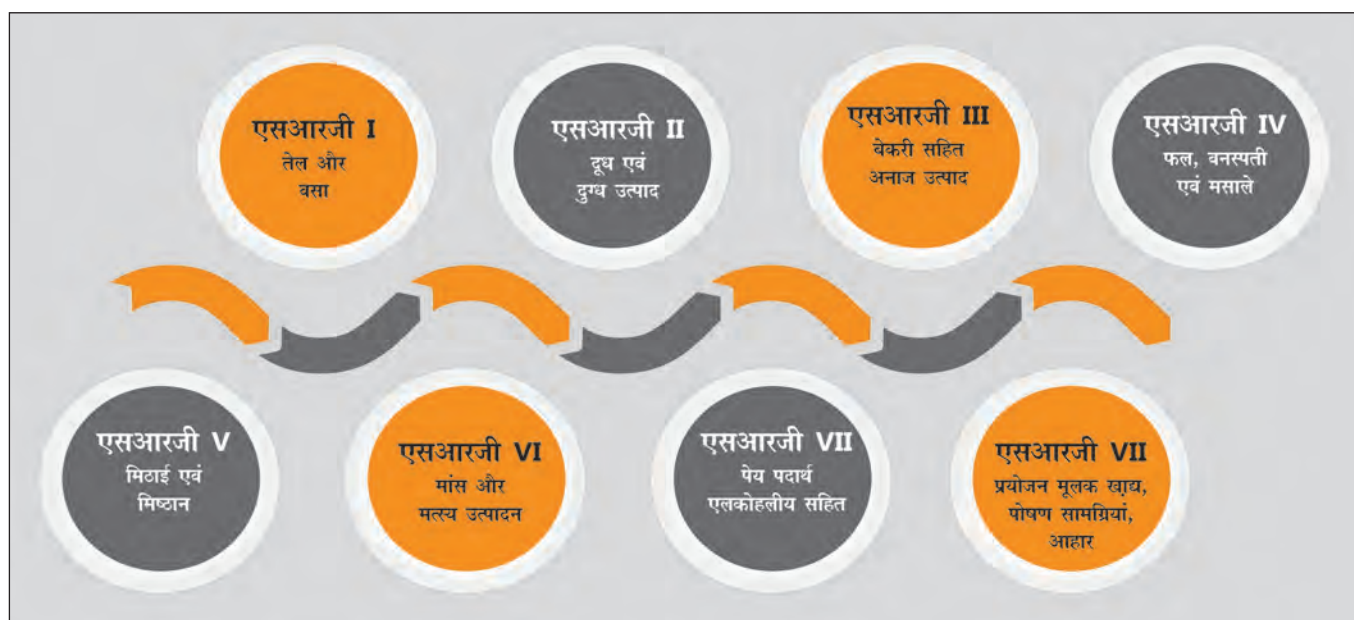 एसआरजी I
तेल और
वसा
एसआरजी II
दूध एवं
दुग्ध उत्पाद
एसआरजी III
वेकरी सहित
अनाज उत्पाद
एसआरजी IV
फल, वनस्पती
एवं मसाले
एसआरजी V
मिठाई एवं
मिष्ठान
एसआरजी VI
मांस और
मत्स्य उत्पादन
एसआरजी VII
पेय पदार्थ
एलकोहलीय सहित
एसआरजी VII
प्रयोजन मूलक खा़द्य,
पोषण सामग्रियां,
आहार